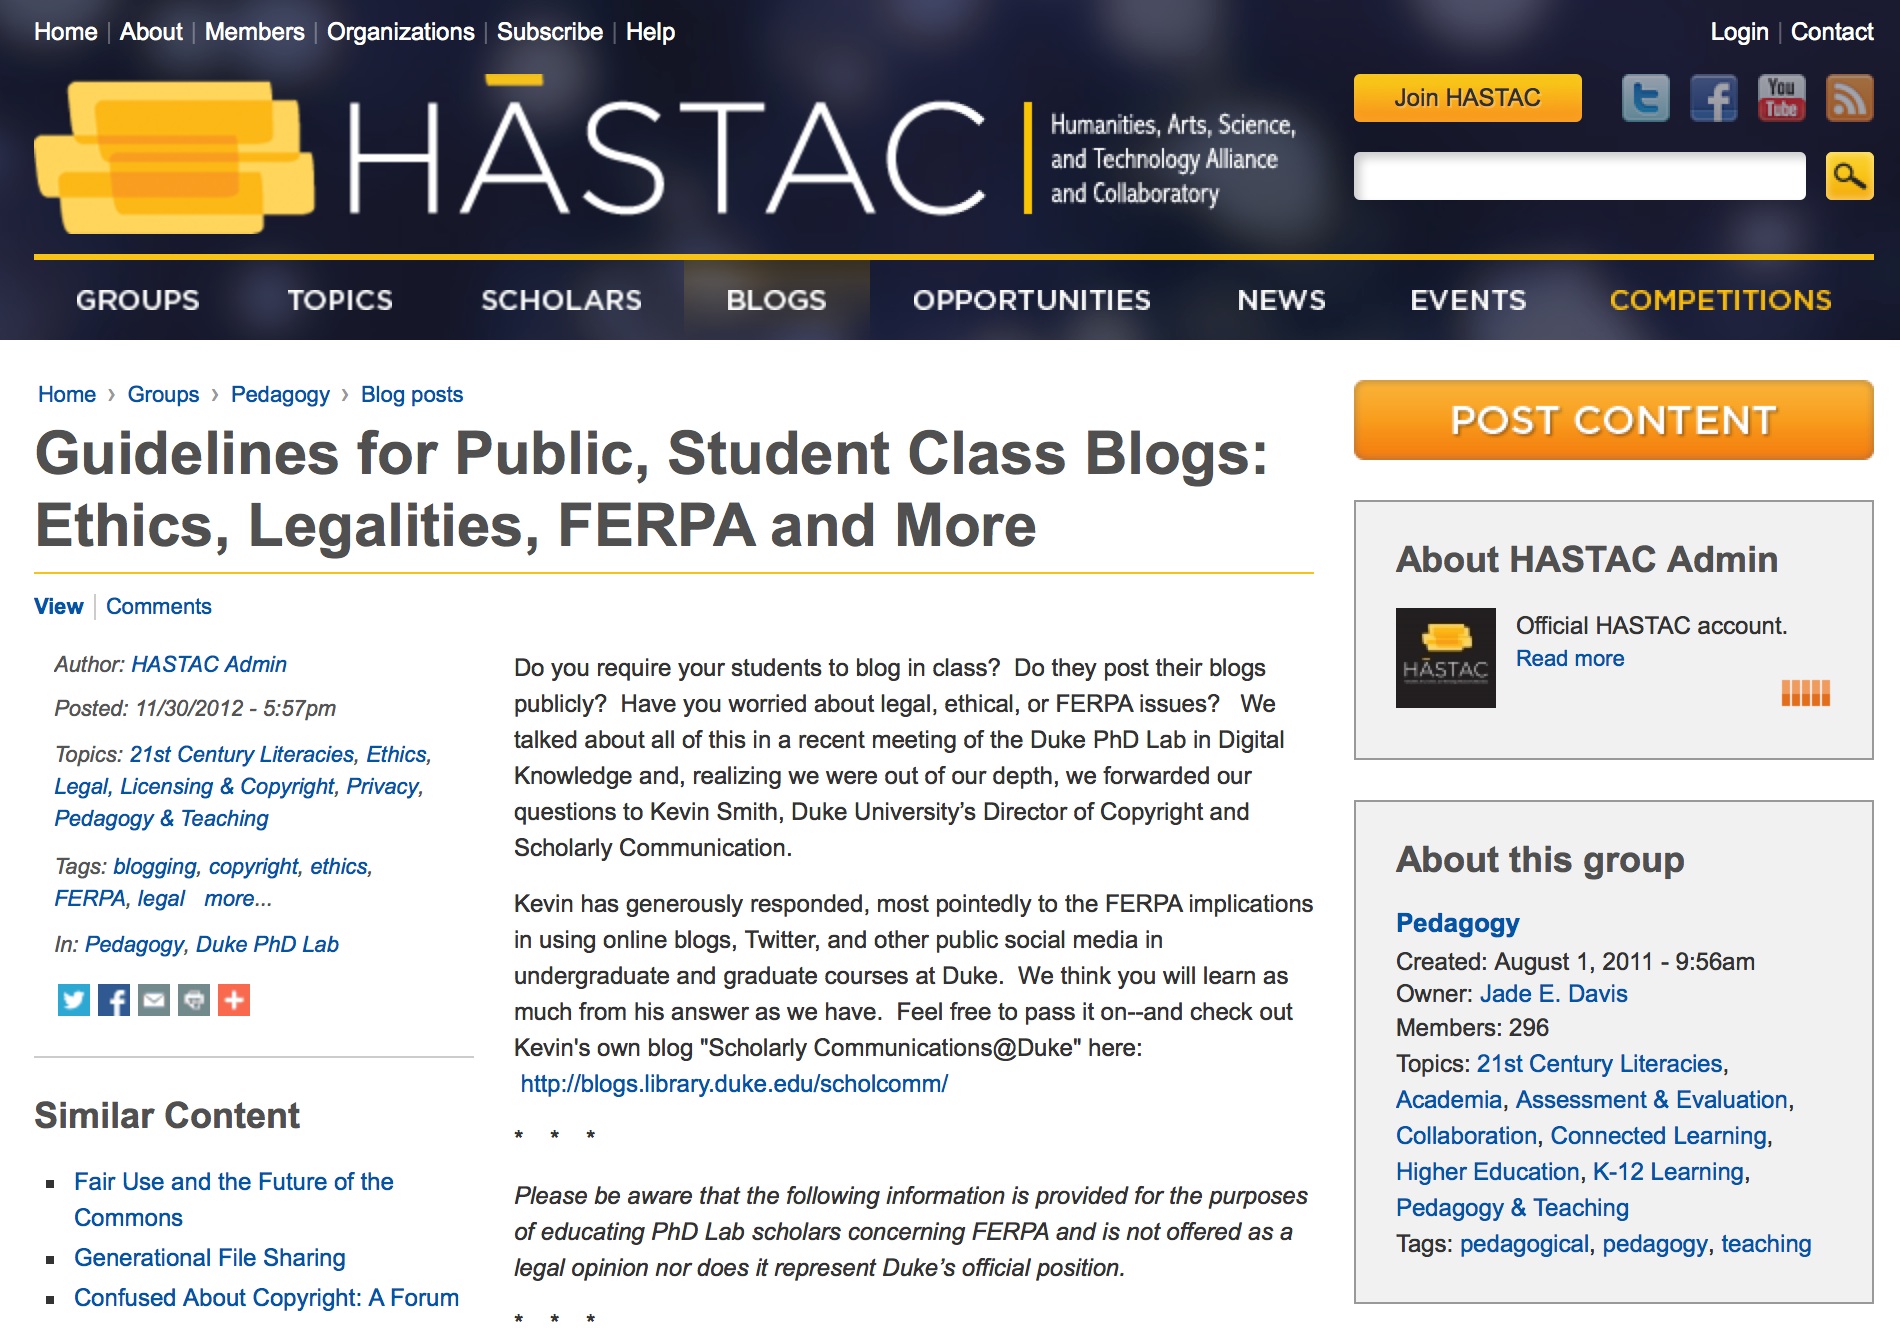 Home | About | Members | Organizations | Subscribe | Help
Login | Contact
HASTAC
Humanities, Arts, Science,
and Technology Alliance
and Collaboratory
Join HASTAC
You
Tube
GROUPS TOPICS SCHOLARS BLOGS OPPORTUNITIES NEWS EVENTS COMPETITIONS
Home › Groups › Pedagogy › Blog posts
Guidelines for Public, Student Class Blogs:
Ethics, Legalities, FERPA and More
View | Comments
Author: HASTAC Admin
Posted: 11/30/2012 - 5:57pm
Topics: 21st Century Literacies, Ethics,
Legal, Licensing & Copyright, Privacy,
Pedagogy & Teaching
Tags: blogging, copyright, ethics,
FERPA, legal more...
In: Pedagogy, Duke PhD Lab
Similar Content
Fair Use and the Future of the
Commons
Generational File Sharing
Confused About Copyright: A Forum
Do you require your students to blog in class? Do they post their blogs
publicly? Have you worried about legal, ethical, or FERPA issues? We
talked about all of this in a recent meeting of the Duke PhD Lab in Digital
Knowledge and, realizing we were out of our depth, we forwarded our
questions to Kevin Smith, Duke University’s Director of Copyright and
Scholarly Communication.
Kevin has generously responded, most pointedly to the FERPA implications
in using online blogs, Twitter, and other public social media in
undergraduate and graduate courses at Duke. We think you will learn as
much from his answer as we have. Feel free to pass it on--and check out
Kevin's own blog "Scholarly Communications@Duke" here:
http://blogs.library.duke.edu/scholcomm/
* * *
Please be aware that the following information is provided for the purposes
of educating PhD Lab scholars concerning FERPA and is not offered as a
legal opinion nor does it represent Duke’s official position.
* * *
POST CONTENT
About HASTAC Admin
HASTAC
Official HASTAC account.
Read more
About this group
Pedagogy
Created: August 1, 2011 - 9:56am
Owner: Jade E. Davis
Members: 296
Topics: 21st Century Literacies,
Academia, Assessment & Evaluation,
Collaboration, Connected Learning,
Higher Education, K-12 Learning,
Pedagogy & Teaching
Tags: pedagogical, pedagogy, teaching